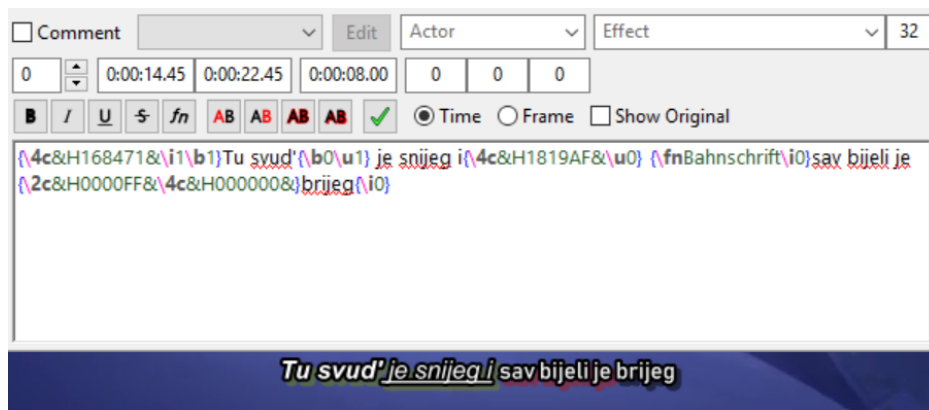 Comment Edit Actor Effect 32
0 0:00:14.45 0:00:22.45 0:00:08.00 0 0 0
B I U S fn AB AB AB AB Time Frame Show Original
{\4c&H168471&\i1\b1}Tu svud'{\b0\u1} je snijeg i{\4c&H1819AF&\u0} {\fnBahnschrift\i0}sav bijeli je
{\2c&H0000FF&\4c&H000000&}brijeg{\i0}
Tu svud' je snijeg i sav bijeli je brijeg